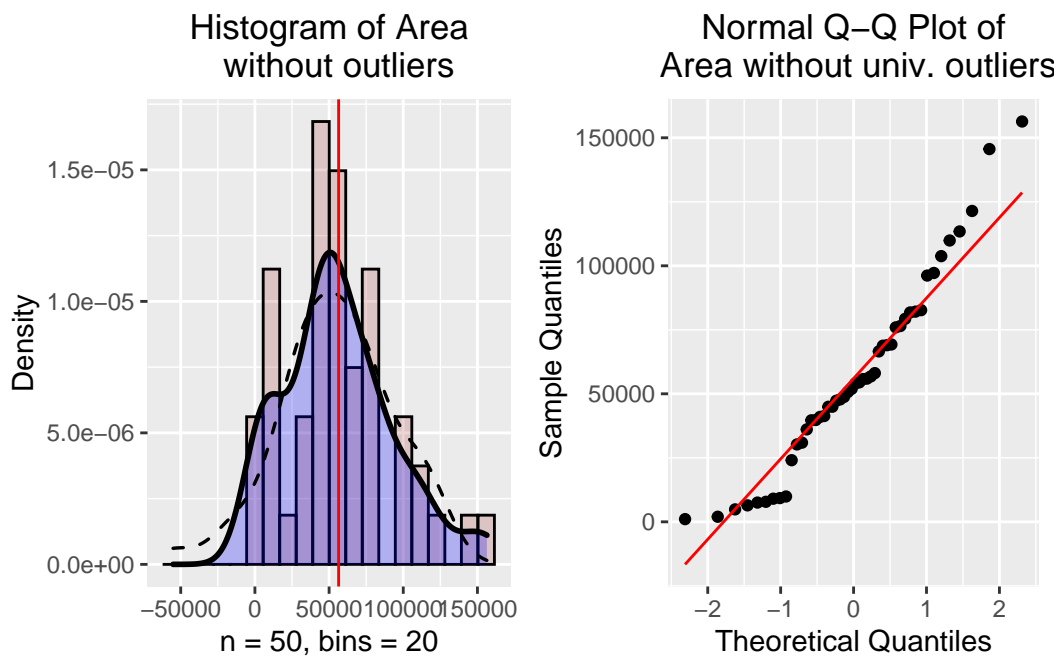 Histogram of Area
without outliers
Density
1.5e−05
1.0e−05
5.0e−06
0.0e+00
−50000 0 50000 100000 150000
n = 50, bins = 20
Normal Q−Q Plot of
Area without univ. outliers
Sample Quantiles
150000
100000
50000
0
−2 −1 0 1 2
Theoretical Quantiles